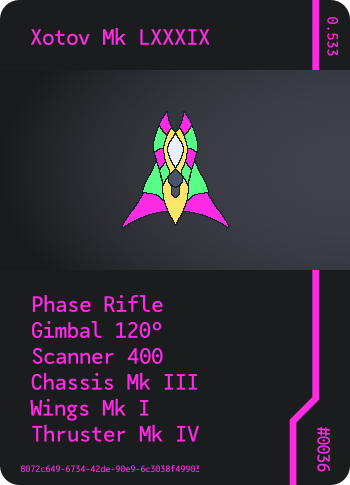 Xotov Mk LXXXIX
0.533
Phase Rifle
Gimbal 120°
Scanner 400
Chassis Mk III
Wings Mk I
Thruster Mk IV
#0036
8072c649-6734-42de-90e9-6c3038f49903